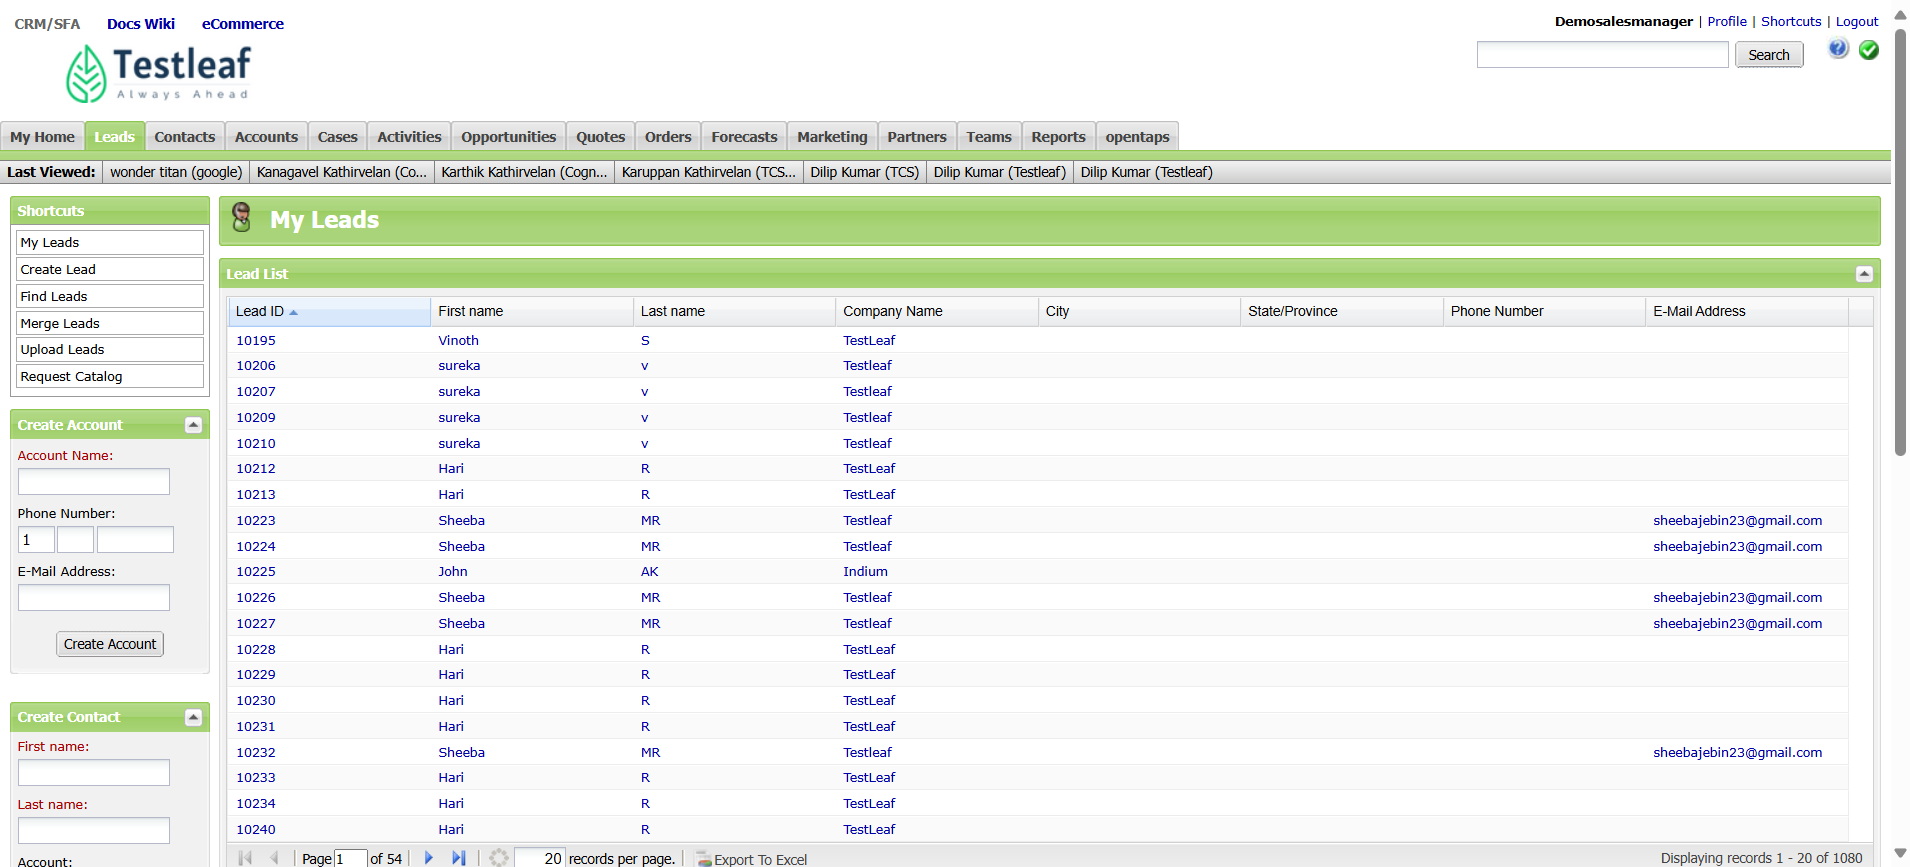 CRM/SFA Docs Wiki eCommerce
Demosalesmanager | Profile | Shortcuts | Logout
Testleaf
Always Ahead
Search
My Home Leads Contacts Accounts Cases Activities Opportunities Quotes Orders Forecasts Marketing Partners Teams Reports opentaps
Last Viewed: wonder titan (google) Kanagavel Kathirvelan (Co... Karthik Kathirvelan (Cogn... Karuppan Kathirvelan (TCS... Dilip Kumar (TCS) Dilip Kumar (Testleaf) Dilip Kumar (Testleaf)
Shortcuts
My Leads
Create Lead
Find Leads
Merge Leads
Upload Leads
Request Catalog
Create Account
Account Name:
Phone Number:
1
E-Mail Address:
Create Account
Create Contact
First name:
Last name:
Account:
My Leads
Lead List
Lead ID First name Last name Company Name City State/Province Phone Number E-Mail Address
10195 Vinoth S TestLeaf
10206 sureka v Testleaf
10207 sureka v Testleaf
10209 sureka v Testleaf
10210 sureka v Testleaf
10212 Hari R TestLeaf
10213 Hari R TestLeaf
10223 Sheeba MR Testleaf sheebajebin23@gmail.com
10224 Sheeba MR Testleaf sheebajebin23@gmail.com
10225 John AK Indium
10226 Sheeba MR Testleaf sheebajebin23@gmail.com
10227 Sheeba MR Testleaf sheebajebin23@gmail.com
10228 Hari R TestLeaf
10229 Hari R TestLeaf
10230 Hari R TestLeaf
10231 Hari R TestLeaf
10232 Sheeba MR Testleaf sheebajebin23@gmail.com
10233 Hari R TestLeaf
10234 Hari R TestLeaf
10240 Hari R TestLeaf
Page 1 of 54 20 records per page. Export To Excel Displaying records 1 - 20 of 1080